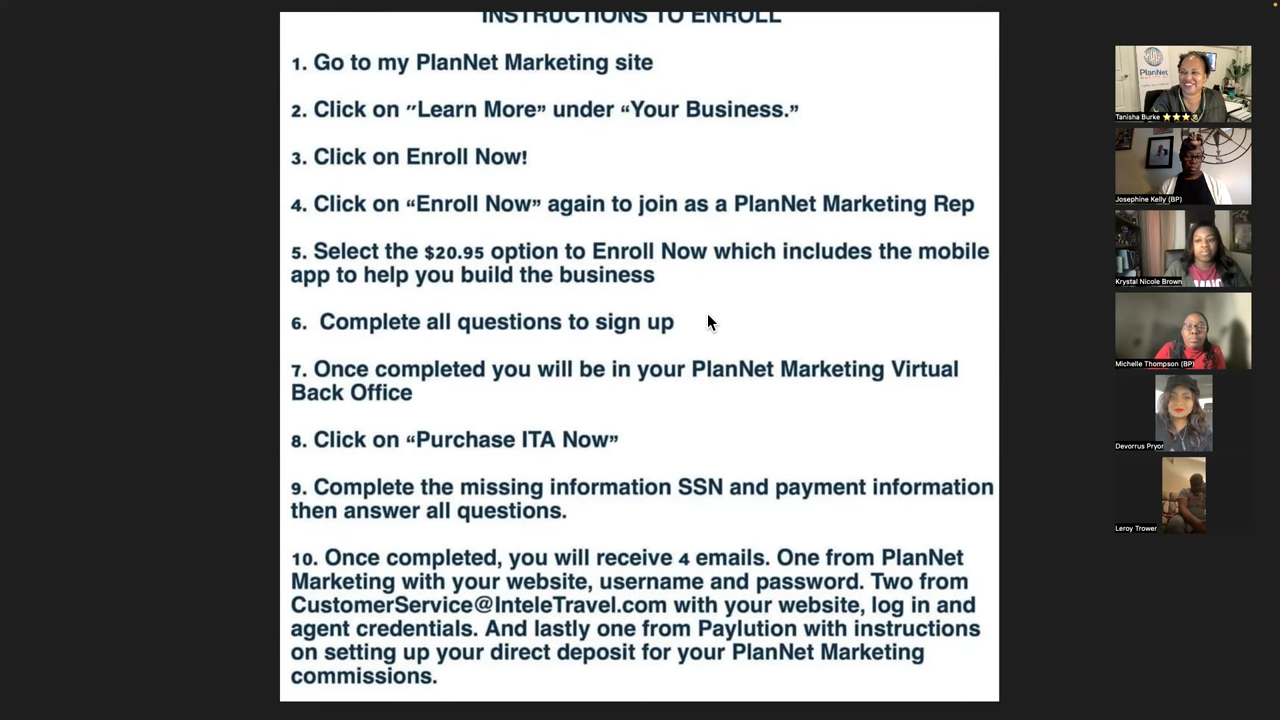 INSTRUCTIONS TO ENROLL
1. Go to my PlanNet Marketing site
2. Click on ″Learn More” under “Your Business.”
3. Click on Enroll Now!
4. Click on “Enroll Now” again to join as a PlanNet Marketing Rep
5. Select the $20.95 option to Enroll Now which includes the mobile
app to help you build the business
6.  Complete all questions to sign up
7. Once completed you will be in your PlanNet Marketing Virtual
Back Office
8. Click on “Purchase ITA Now”
9. Complete the missing information SSN and payment information
then answer all questions.
10. Once completed, you will receive 4 emails. One from PlanNet
Marketing with your website, username and password. Two from
CustomerService@InteleTravel.com with your website, log in and
agent credentials. And lastly one from Paylution with instructions
on setting up your direct deposit for your PlanNet Marketing
commissions.
PlanNet
Tanisha Burke ⭐⭐⭐
Josephine Kelly (BP)
Krystal Nicole Brown
Michelle Thompson (BP)
Devorrus Pryor
Leroy Trower